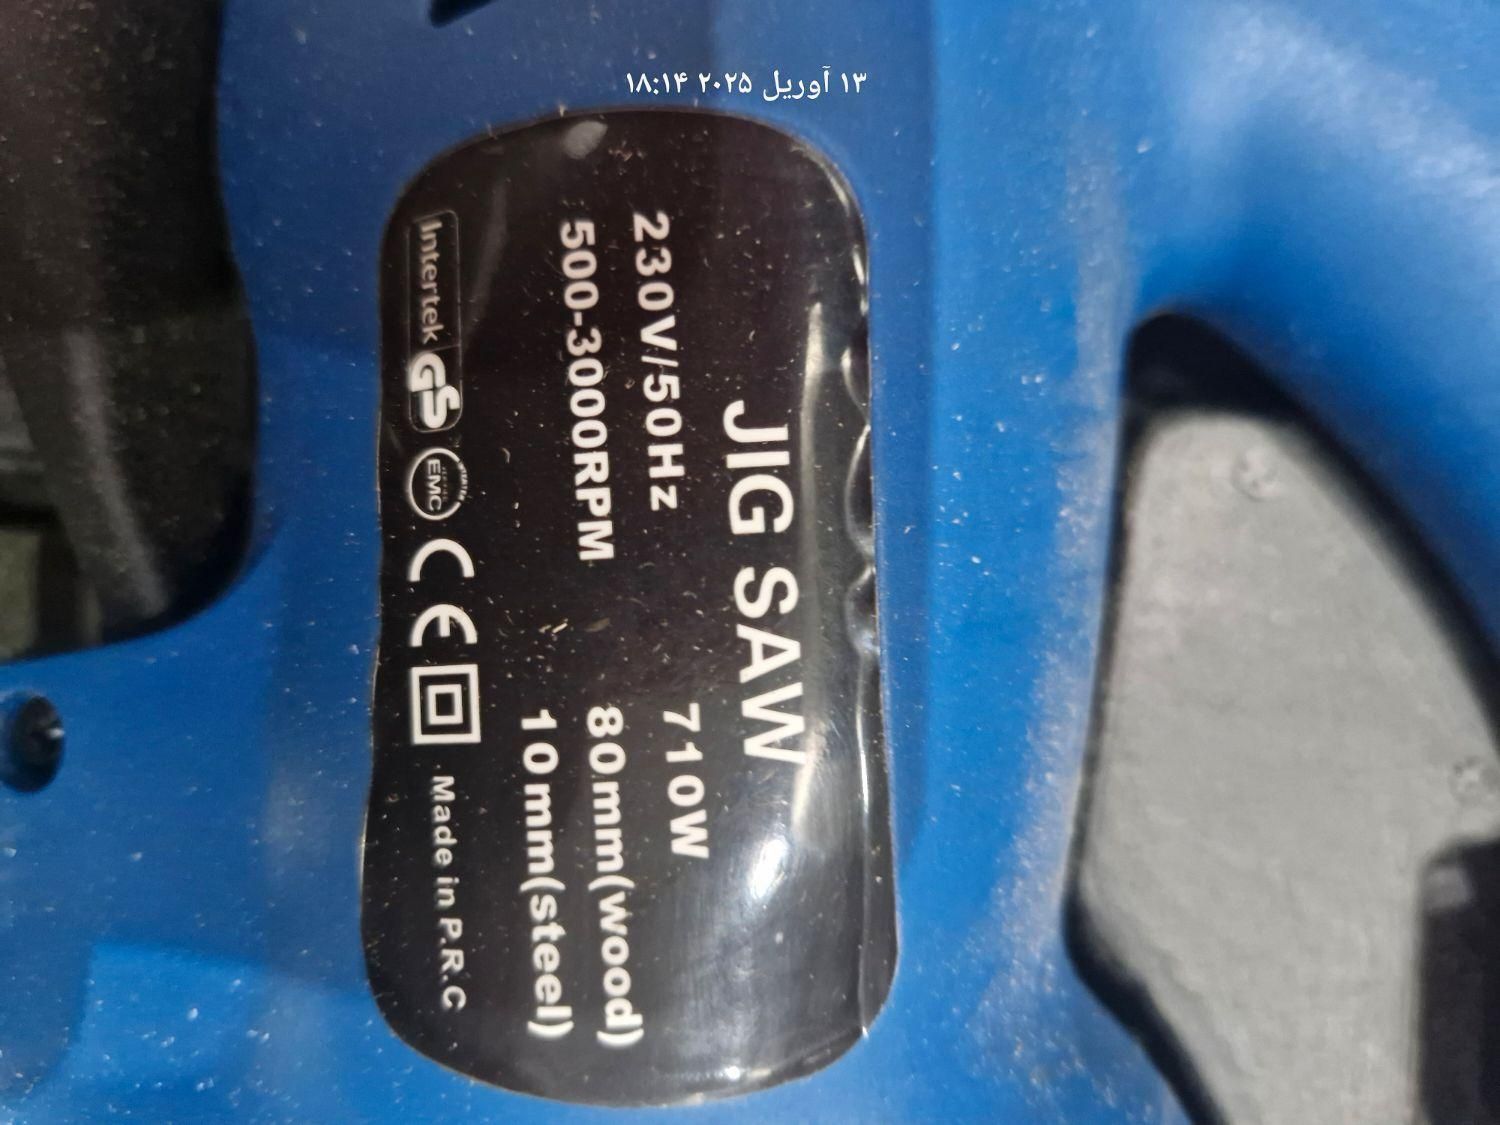 ۱۳ آوریل ۲۰۲۵ ۱۸:۱۴
JIG SAW
230V/50Hz 710W
500-3000RPM 80mm(wood)
10mm(steel)
Intertek GS EMC CE Made in P.R.C